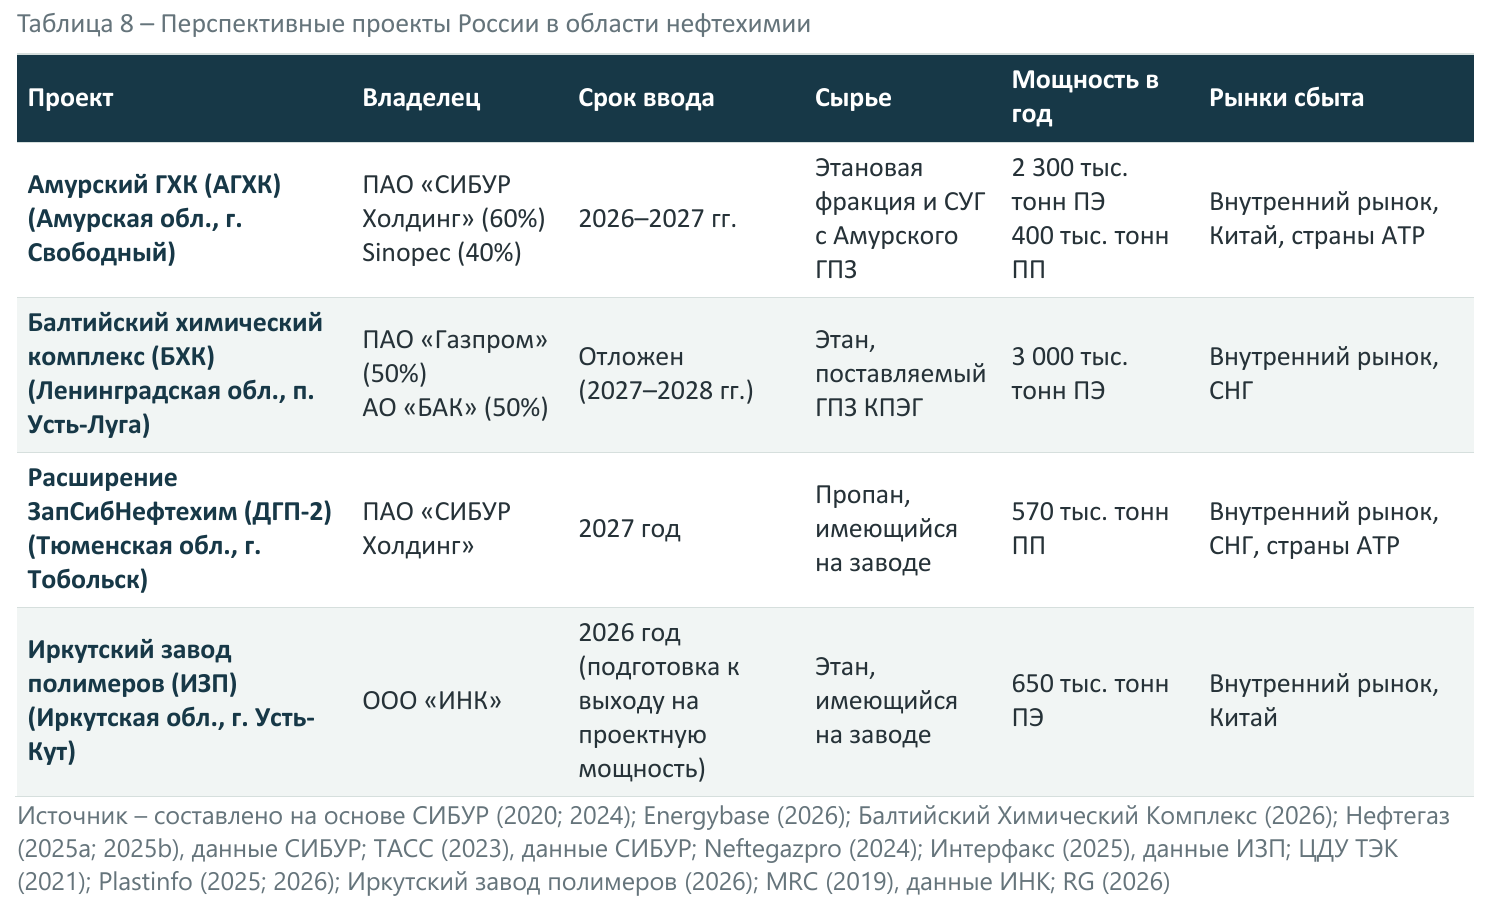 Таблица 8 – Перспективные проекты России в области нефтехимии
Проект
Владелец
Срок ввода
Сырье
Мощность в
год
Рынки сбыта
Амурский ГХК (АГХК)
(Амурская обл., г.
Свободный)
ПАО «СИБУР
Холдинг» (60%)
Sinopec (40%)
2026–2027 гг.
Этановая
фракция и СУГ
с Амурского
ГПЗ
2 300 тыс.
тонн ПЭ
400 тыс. тонн
ПП
Внутренний рынок,
Китай, страны АТР
Балтийский химический
комплекс (БХК)
(Ленинградская обл., п.
Усть-Луга)
ПАО «Газпром»
(50%)
АО «БАК» (50%)
Отложен
(2027–2028 гг.)
Этан,
поставляемый
ГПЗ КПЭГ
3 000 тыс.
тонн ПЭ
Внутренний рынок,
СНГ
Расширение
ЗапСибНефтехим (ДГП-2)
(Тюменская обл., г.
Тобольск)
ПАО «СИБУР
Холдинг»
2027 год
Пропан,
имеющийся
на заводе
570 тыс. тонн
ПП
Внутренний рынок,
СНГ, страны АТР
Иркутский завод
полимеров (ИЗП)
(Иркутская обл., г. Усть-
Кут)
ООО «ИНК»
2026 год
(подготовка к
выходу на
проектную
мощность)
Этан,
имеющийся
на заводе
650 тыс. тонн
ПЭ
Внутренний рынок,
Китай
Источник – составлено на основе СИБУР (2020; 2024); Energybase (2026); Балтийский Химический Комплекс (2026); Нефтегаз
(2025a; 2025b), данные СИБУР; ТАСС (2023), данные СИБУР; Neftegazpro (2024); Интерфакс (2025), данные ИЗП; ЦДУ ТЭК
(2021); Plastinfo (2025; 2026); Иркутский завод полимеров (2026); MRC (2019), данные ИНК; RG (2026)